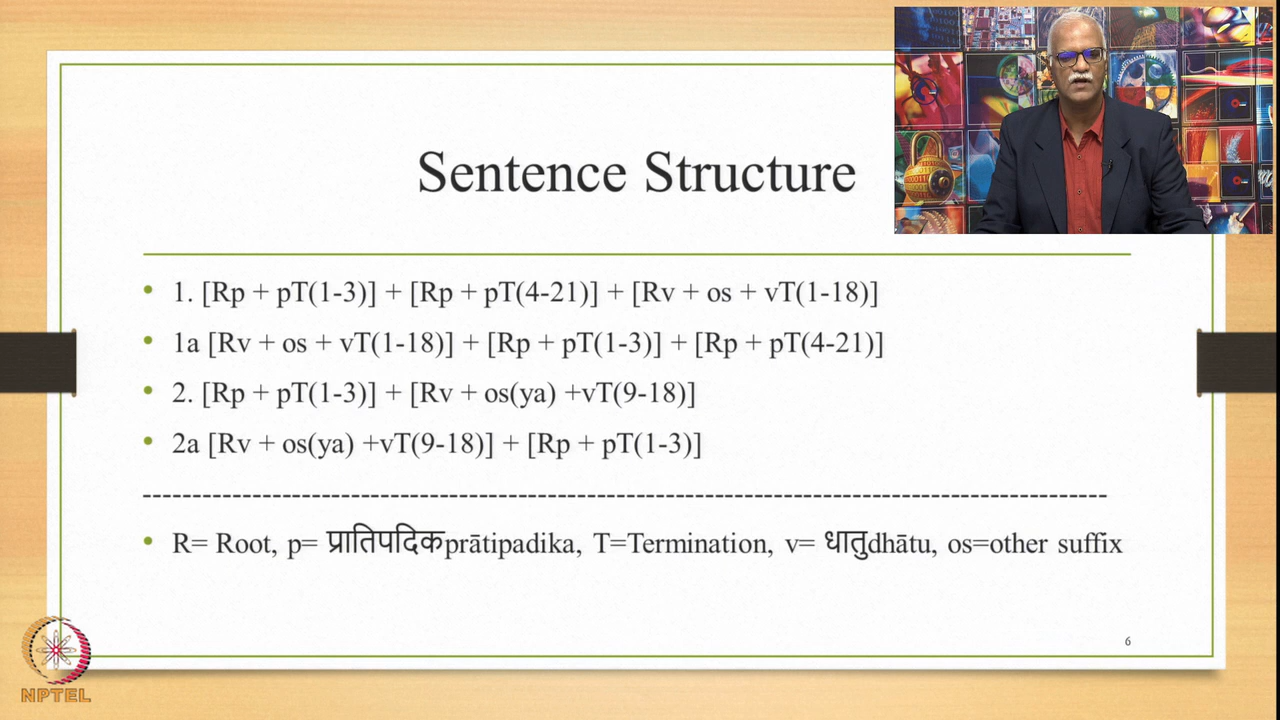 Sentence Structure
• 1. [Rp + pT(1-3)] + [Rp + pT(4-21)] + [Rv + os + vT(1-18)]
• 1a [Rv + os + vT(1-18)] + [Rp + pT(1-3)] + [Rp + pT(4-21)]
• 2. [Rp + pT(1-3)] + [Rv + os(ya) +vT(9-18)]
• 2a [Rv + os(ya) +vT(9-18)] + [Rp + pT(1-3)]
--------------------------------------------------------------------------------------------------
• R= Root, p= प्रातिपदिकprātipadika, T=Termination, v= धातुdhātu, os=other suffix
6
NPTEL